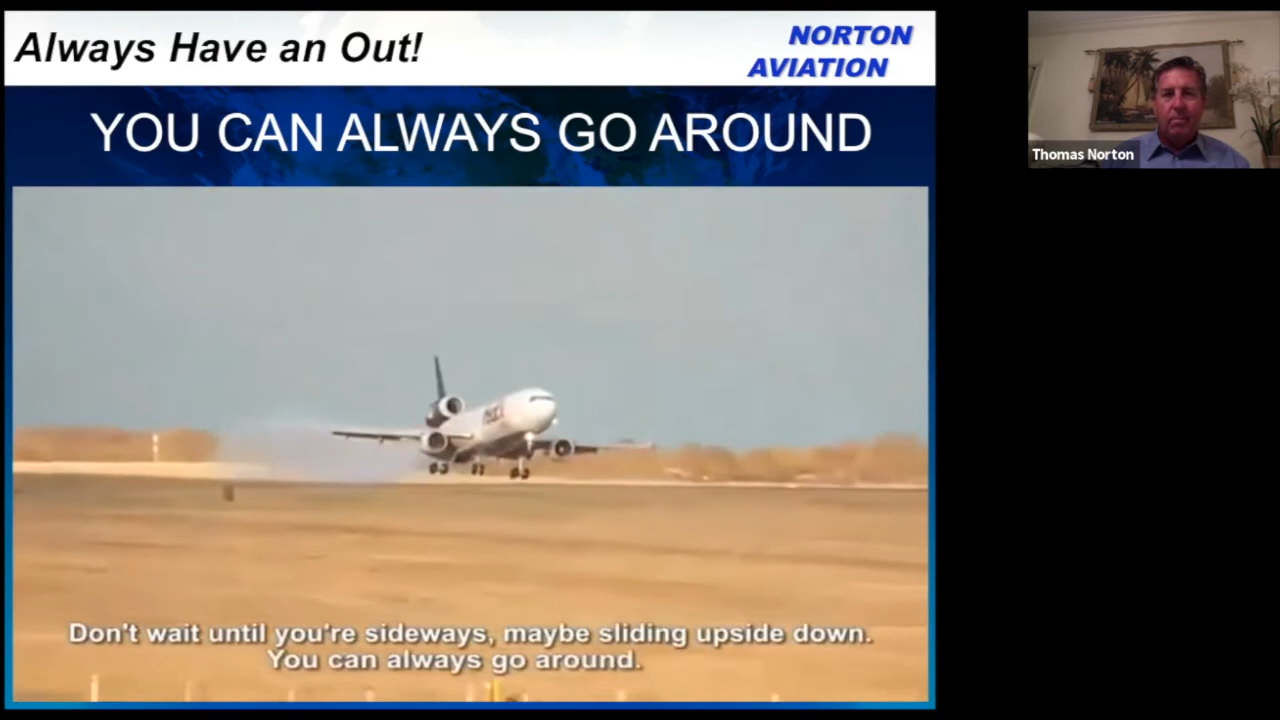 Always Have an Out!
NORTON
AVIATION
YOU CAN ALWAYS GO AROUND
Thomas Norton
Don't wait until you're sideways, maybe sliding upside down.
You can always go around.